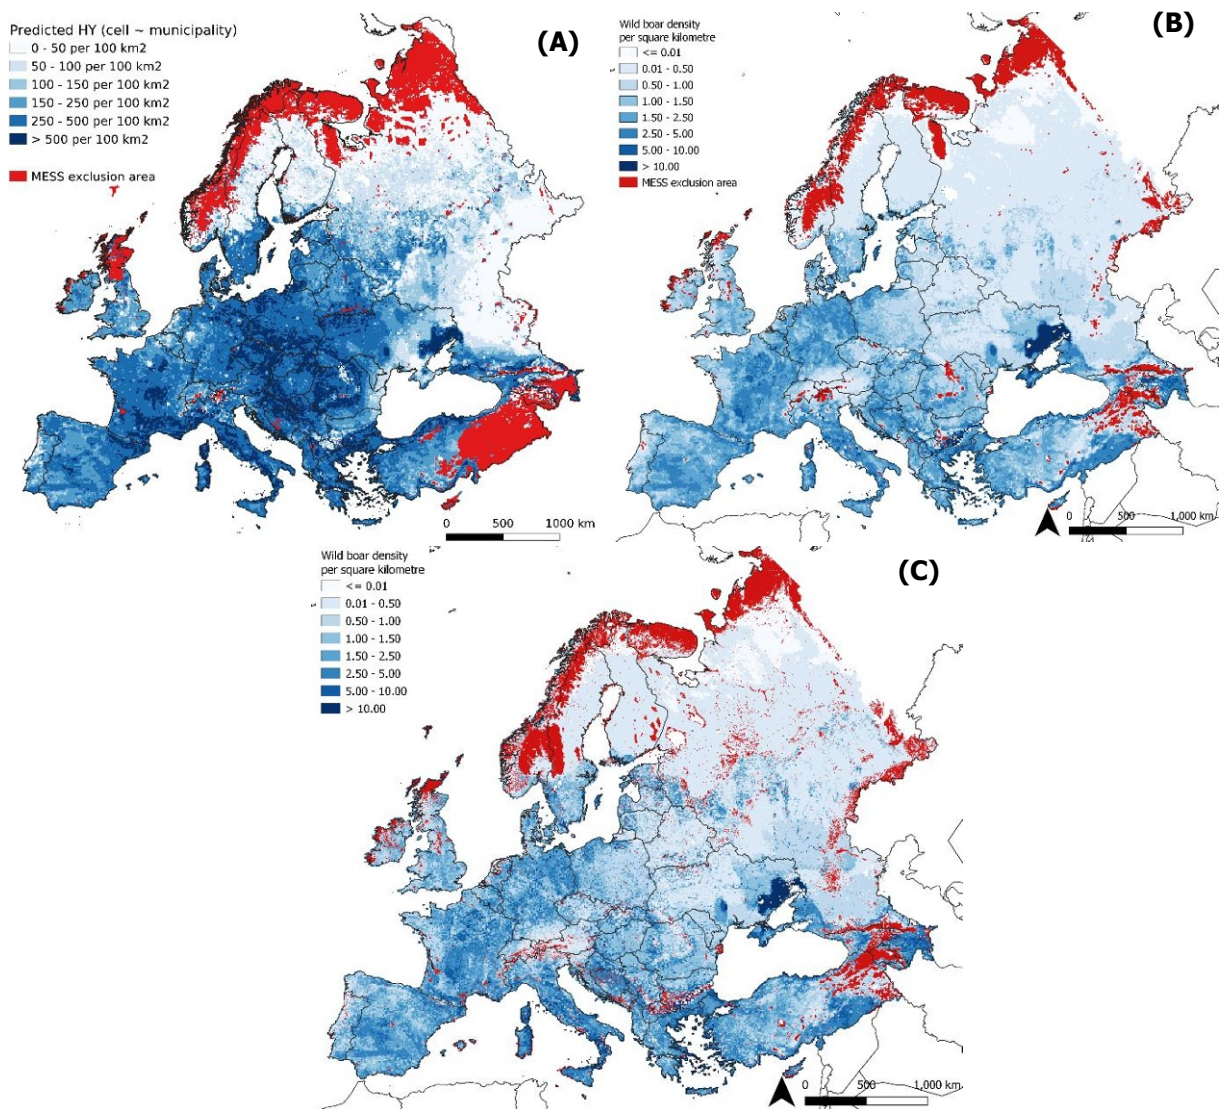 Predicted HY (cell ~ municipality)
0 - 50 per 100 km2
50 - 100 per 100 km2
100 - 150 per 100 km2
150 - 250 per 100 km2
250 - 500 per 100 km2
> 500 per 100 km2
MESS exclusion area
(A)
0 500 1000 km
Wild boar density
per square kilometre
<= 0.01
0.01 - 0.50
0.50 - 1.00
1.00 - 1.50
1.50 - 2.50
2.50 - 5.00
5.00 - 10.00
> 10.00
MESS exclusion area
(B)
0 500 1,000 km
Wild boar density
per square kilometre
<= 0.01
0.01 - 0.50
0.50 - 1.00
1.00 - 1.50
1.50 - 2.50
2.50 - 5.00
5.00 - 10.00
> 10.00
(C)
0 500 1,000 km